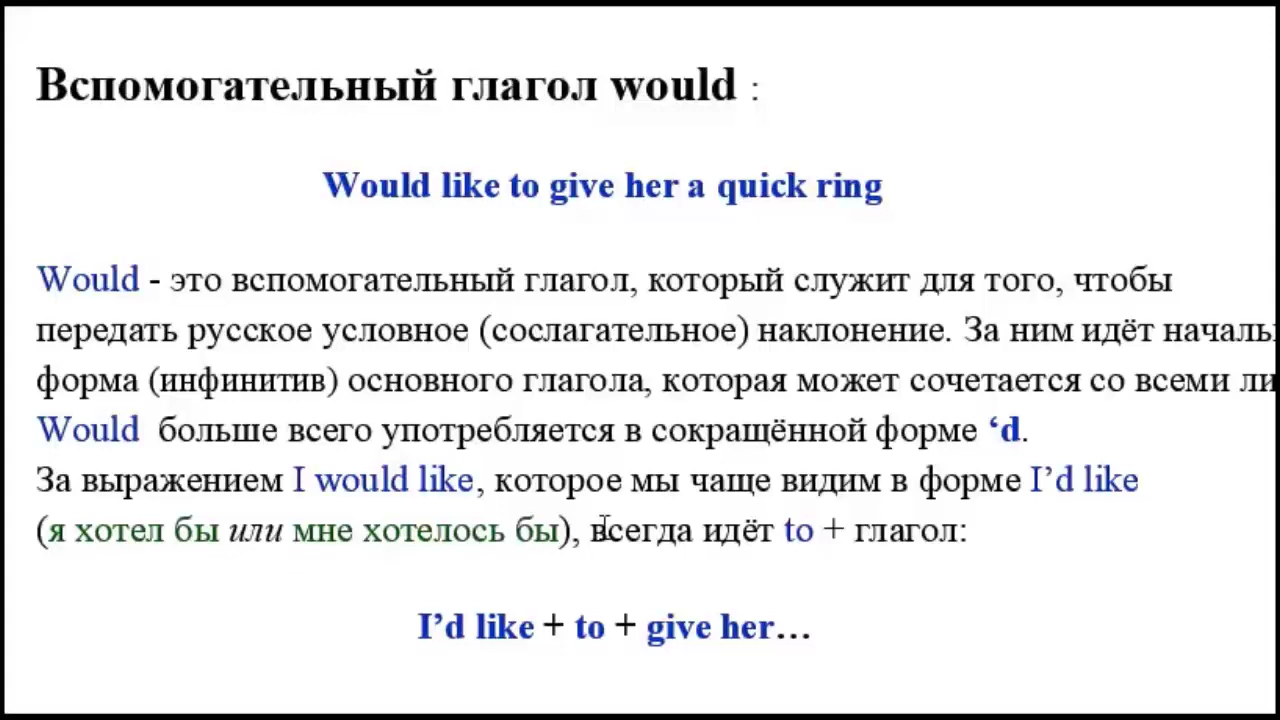 Вспомогательный глагол would :
Would like to give her a quick ring
Would - это вспомогательный глагол, который служит для того, чтобы
передать русское условное (сослагательное) наклонение. За ним идёт
форма (инфинитив) основного глагола, которая может сочетается со всеми
Would больше всего употребляется в сокращённой форме ‘d.
За выражением I would like, которое мы чаще видим в форме I’d like
(я хотел бы или мне хотелось бы), всегда идёт to + глагол:
I’d like + to + give her…